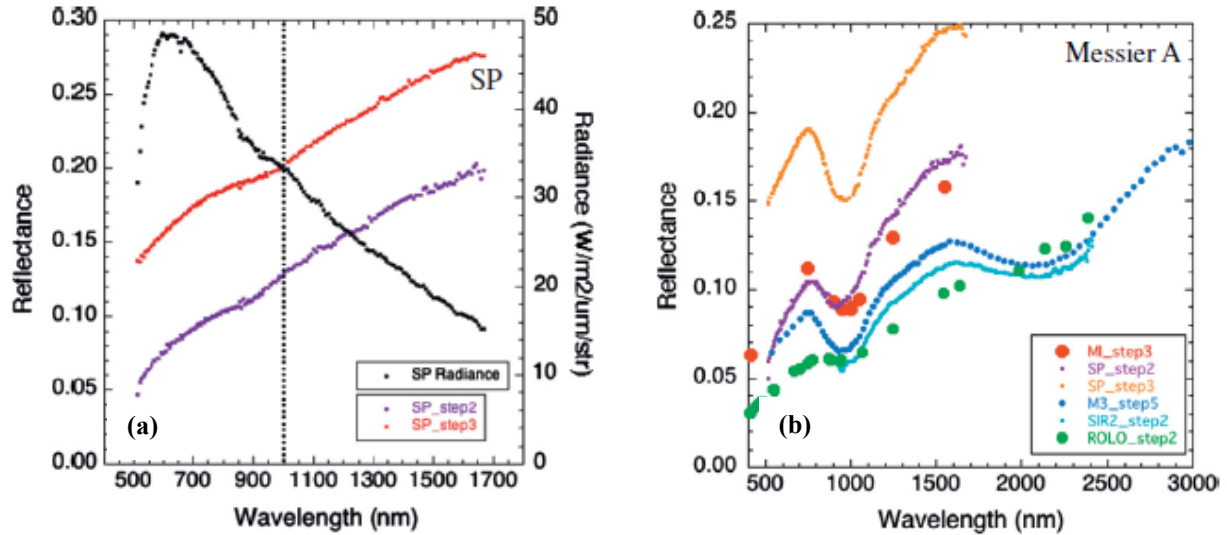 0.30
0.25
0.20
0.15
0.10
0.05
0.00
Reflectance
50
40
30
20
10
0
Radiance (W/m2/um/str)
SP
SP Radiance
SP_step2
SP_step3
(a)
500 700 900 1100 1300 1500 1700
Wavelength (nm)
0.25
0.20
0.15
0.10
0.05
0.00
Reflectance
Messier A
MI_step3
SP_step2
SP_step3
M3_step5
SIR2_step2
ROLO_step2
(b)
500 1000 1500 2000 2500 3000
Wavelength (nm)